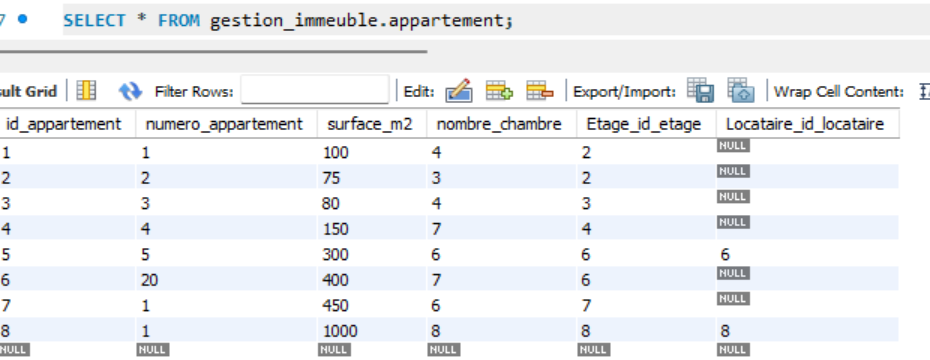 7 SELECT * FROM gestion_immeuble.appartement;
sult Grid Filter Rows: Edit: Export/Import: Wrap Cell Content:
id_appartement numero_appartement surface_m2 nombre_chambre Etage_id_etage Locataire_id_locataire
1 1 100 4 2 NULL
2 2 75 3 2 NULL
3 3 80 4 3 NULL
4 4 150 7 4 NULL
5 5 300 6 6 6
6 20 400 7 6 NULL
7 1 450 6 7 NULL
8 1 1000 8 8 8
NULL NULL NULL NULL NULL NULL